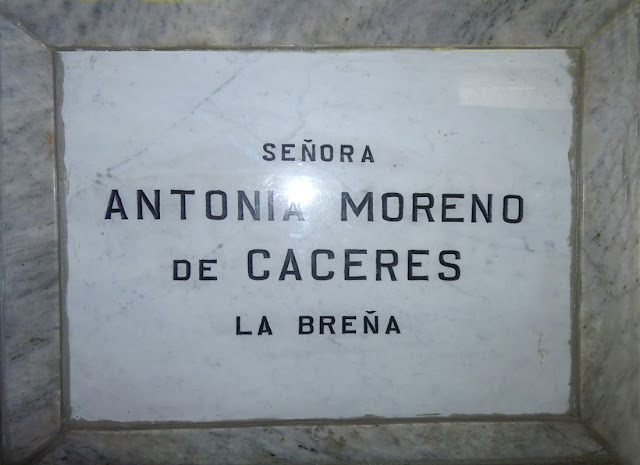 SEÑORA
ANTONIA MORENO
DE CACERES
LA BREÑA